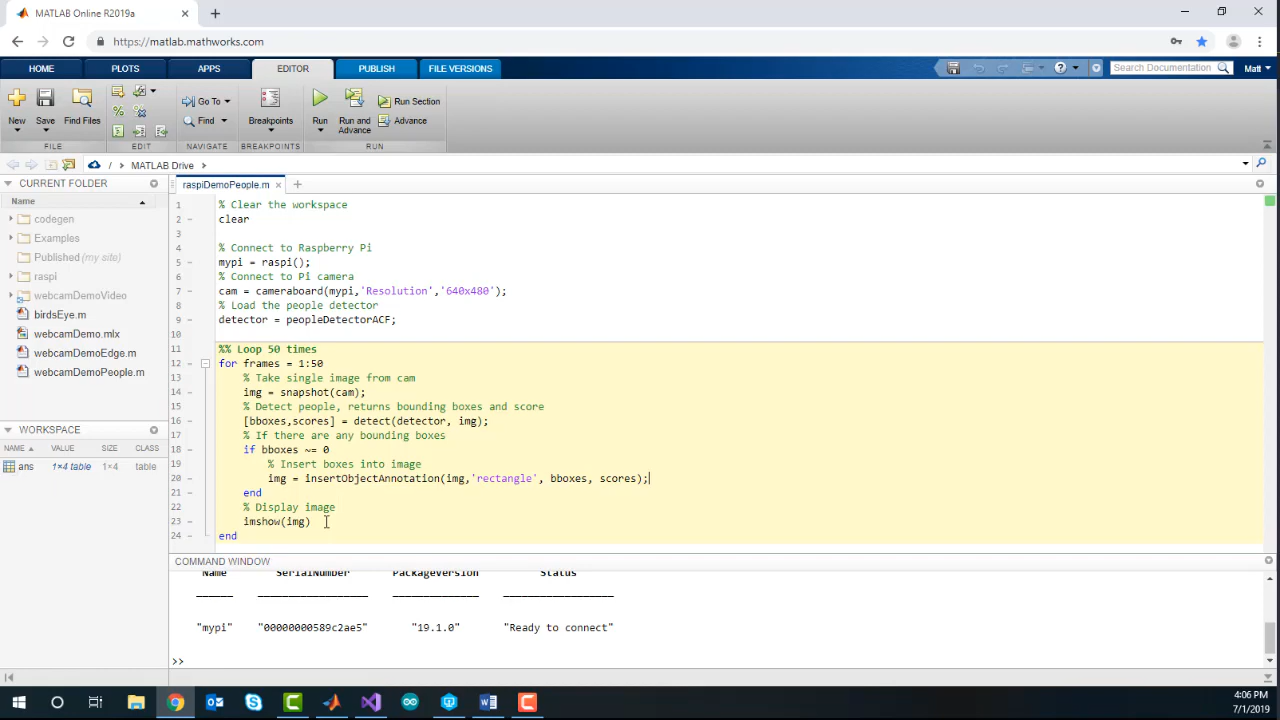 MATLAB Online R2019a
https://matlab.mathworks.com
HOME PLOTS APPS EDITOR PUBLISH FILE VERSIONS Search Documentation Matt
New Save Find Files Go To Find Breakpoints Run Run and Advance Run Section Advance
FILE EDIT NAVIGATE BREAKPOINTS RUN
/ MATLAB Drive
CURRENT FOLDER
Name
codegen
Examples
Published (my site)
raspi
webcamDemoVideo
birdsEye.m
webcamDemo.mlx
webcamDemoEdge.m
webcamDemoPeople.m
WORKSPACE
NAME VALUE SIZE CLASS
ans 1×4 table 1×4 table
raspiDemoPeople.m
1 % Clear the workspace
2 clear
3
4 % Connect to Raspberry Pi
5 mypi = raspi();
6 % Connect to Pi camera
7 cam = cameraboard(mypi,'Resolution','640x480');
8 % Load the people detector
9 detector = peopleDetectorACF;
10
11 %% Loop 50 times
12 for frames = 1:50
13 % Take single image from cam
14 img = snapshot(cam);
15 % Detect people, returns bounding boxes and score
16 [bboxes,scores] = detect(detector, img);
17 % If there are any bounding boxes
18 if bboxes ~= 0
19 % Insert boxes into image
20 img = insertObjectAnnotation(img,'rectangle', bboxes, scores);
21 end
22 % Display image
23 imshow(img)
24 end
COMMAND WINDOW
Name SerialNumber PackageVersion Status
"mypi" "00000000589c2ae5" "19.1.0" "Ready to connect"
>>
4:06 PM
7/1/2019